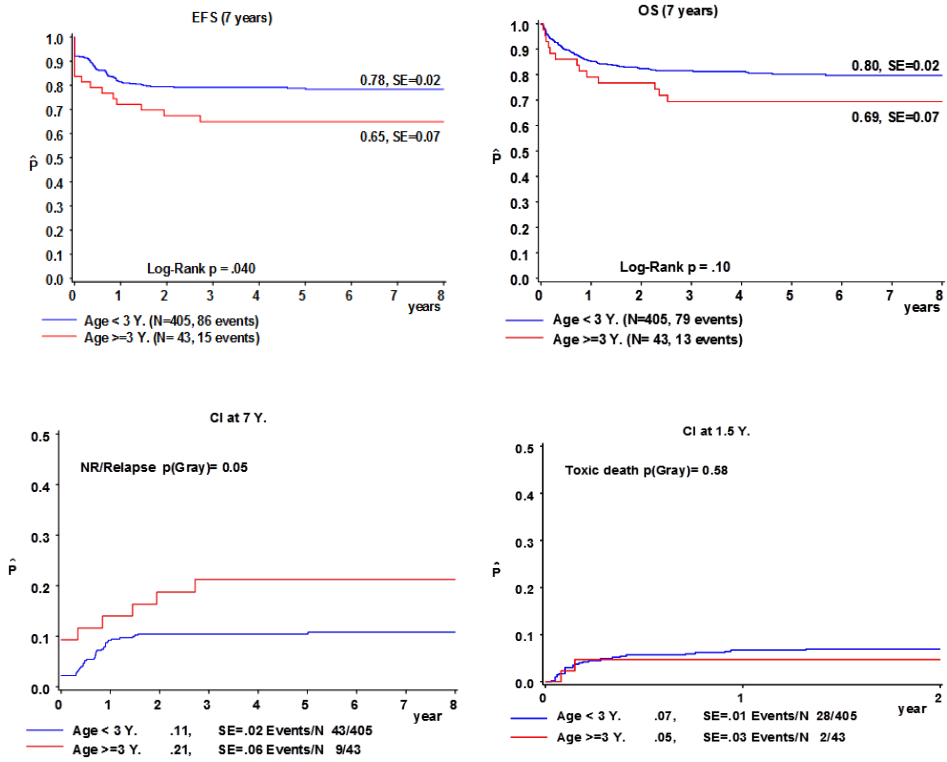 EFS (7 years)
1.0
0.9
0.8
0.7
0.6
0.5
0.4
0.3
0.2
0.1
0.0
P̂
0.78, SE=0.02
0.65, SE=0.07
Log-Rank p = .040
0 1 2 3 4 5 6 7 8
years
Age < 3 Y. (N=405, 86 events)
Age >=3 Y. (N= 43, 15 events)
OS (7 years)
1.0
0.9
0.8
0.7
0.6
0.5
0.4
0.3
0.2
0.1
0.0
P̂
0.80, SE=0.02
0.69, SE=0.07
Log-Rank p = .10
0 1 2 3 4 5 6 7 8
years
Age < 3 Y. (N=405, 79 events)
Age >=3 Y. (N= 43, 13 events)
CI at 7 Y.
0.5
0.4
0.3
0.2
0.1
0.0
P̂
NR/Relapse p(Gray)= 0.05
0 1 2 3 4 5 6 7 8
year
Age < 3 Y. .11, SE=.02 Events/N 43/405
Age >=3 Y. .21, SE=.06 Events/N 9/43
CI at 1.5 Y.
0.5
0.4
0.3
0.2
0.1
0.0
P̂
Toxic death p(Gray)= 0.58
0 1 2
year
Age < 3 Y. .07, SE=.01 Events/N 28/405
Age >=3 Y. .05, SE=.03 Events/N 2/43